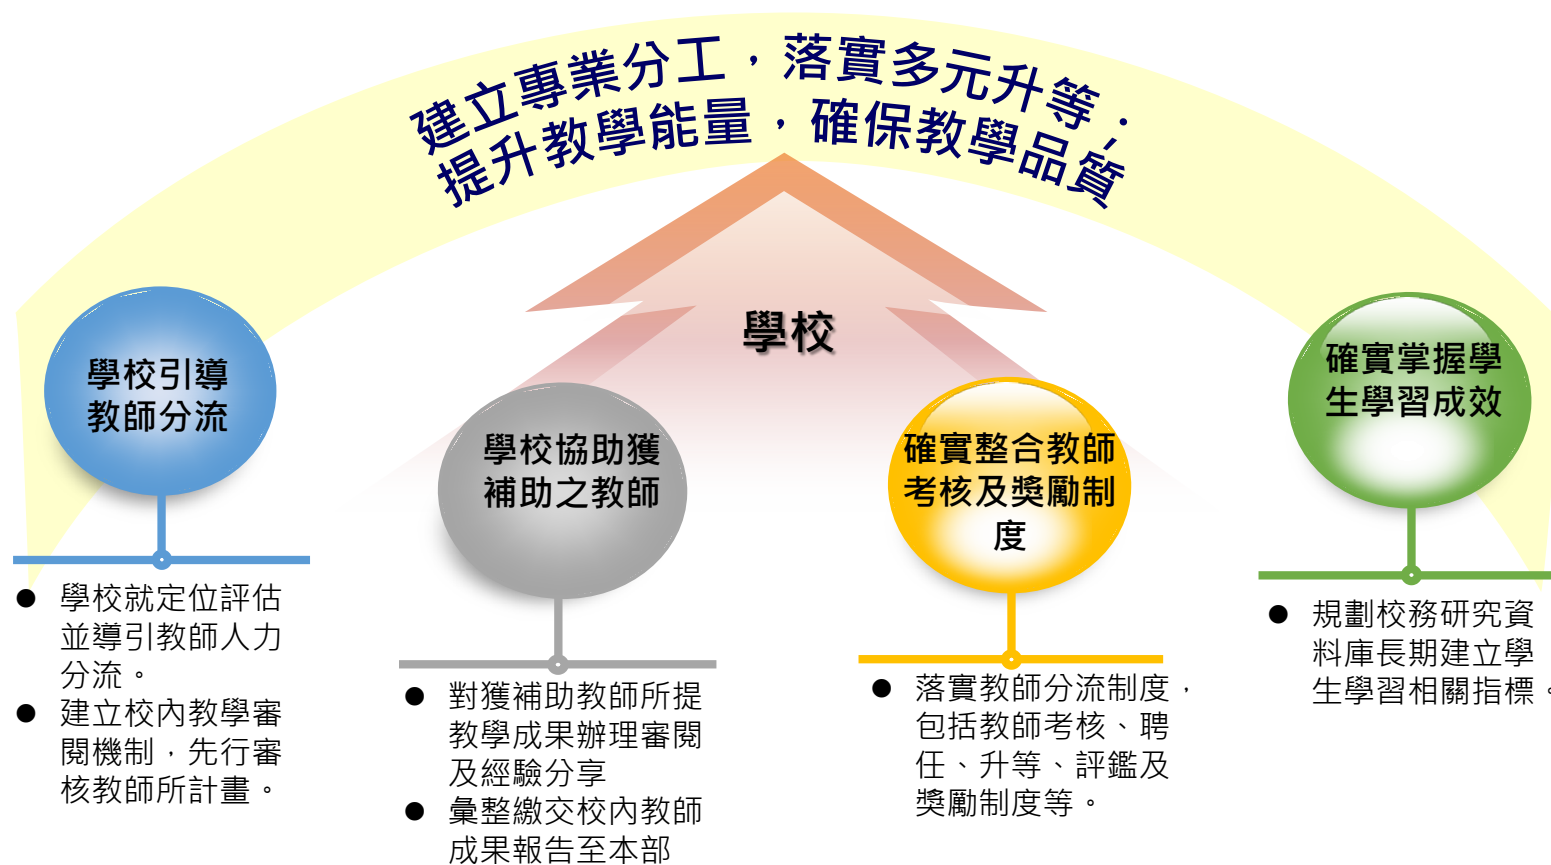 建立專業分工，落實多元升等；
提升教學能量，確保教學品質
學校
學校引導
教師分流
● 學校就定位評估
並導引教師人力
分流。
● 建立校內教學審
閱機制，先行審
核教師所計畫。
學校協助獲
補助之教師
● 對獲補助教師所提
教學成果辦理審閱
及經驗分享
● 彙整繳交校內教師
成果報告至本部
確實整合教師
考核及獎勵制
度
● 落實教師分流制度，
包括教師考核、聘
任、升等、評鑑及
獎勵制度等。
確實掌握學
生學習成效
● 規劃校務研究資
料庫長期建立學
生學習相關指標。